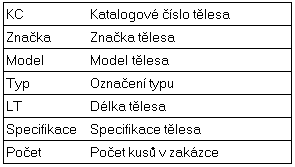 KC Katalogové číslo tělesa
Značka Značka tělesa
Model Model tělesa
Typ Označení typu
LT Délka tělesa
Specifikace Specifikace tělesa
Počet Počet kusů v zakázce